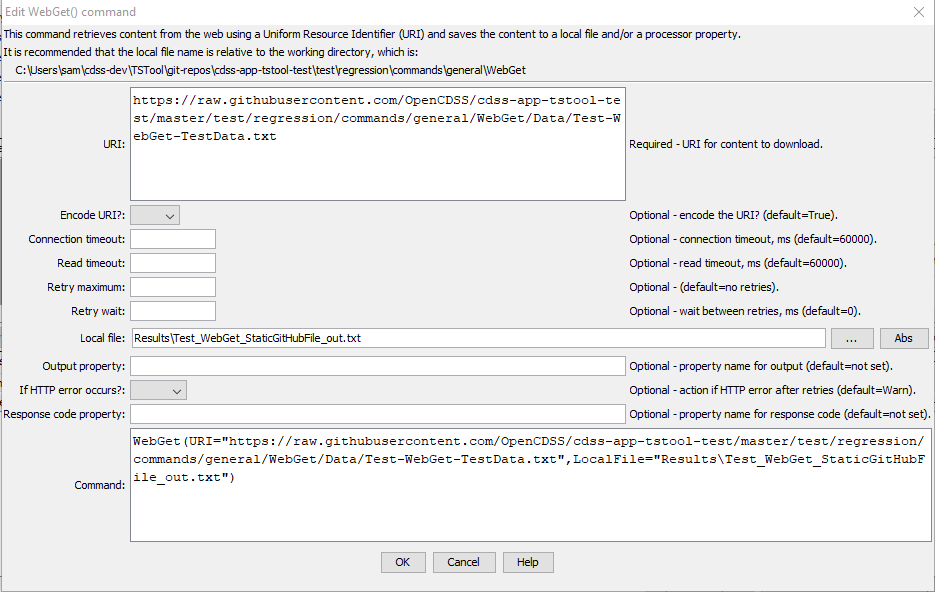 Edit WebGet() command
This command retrieves content from the web using a Uniform Resource Identifier (URI) and saves the content to a local file and/or a processor property.
It is recommended that the local file name is relative to the working directory, which is:
C:\Users\sam\cdss-dev\TSTool\git-repos\cdss-app-tstool-test\test\regression\commands\general\WebGet
https://raw.githubusercontent.com/OpenCDSS/cdss-app-tstool-te
st/master/test/regression/commands/general/WebGet/Data/Test-W
ebGet-TestData.txt
URI: Required - URI for content to download.
Encode URI?: Optional - encode the URI? (default=True).
Connection timeout: Optional - connection timeout, ms (default=60000).
Read timeout: Optional - read timeout, ms (default=60000).
Retry maximum: Optional - (default=no retries).
Retry wait: Optional - wait between retries, ms (default=0).
Local file: Results\Test_WebGet_StaticGitHubFile_out.txt ... Abs
Output property: Optional - property name for output (default=not set).
If HTTP error occurs?: Optional - action if HTTP error after retries (default=Warn).
Response code property: Optional - property name for response code (default=not set).
WebGet(URI="https://raw.githubusercontent.com/OpenCDSS/cdss-app-tstool-test/master/test/regression/
commands/general/WebGet/Data/Test-WebGet-TestData.txt",LocalFile="Results\Test_WebGet_StaticGitHubF
ile_out.txt")
Command:
OK Cancel Help